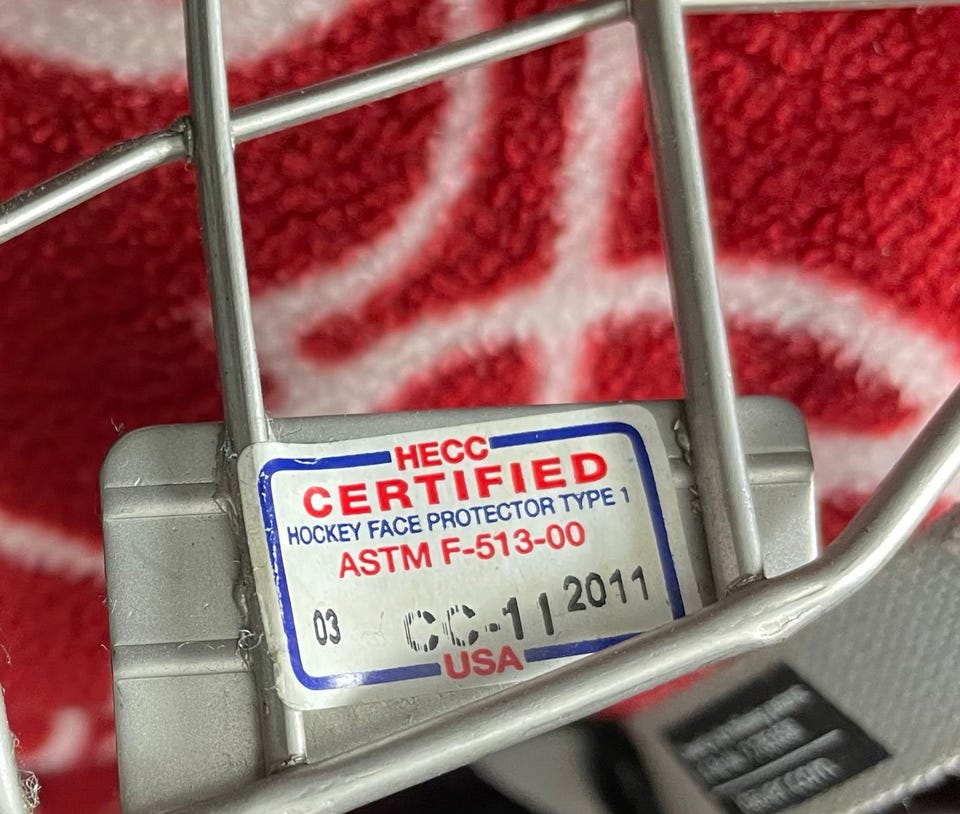 HECC
CERTIFIED
HOCKEY FACE PROTECTOR TYPE 1
ASTM F-513-00
03 CC-11 2011
USA